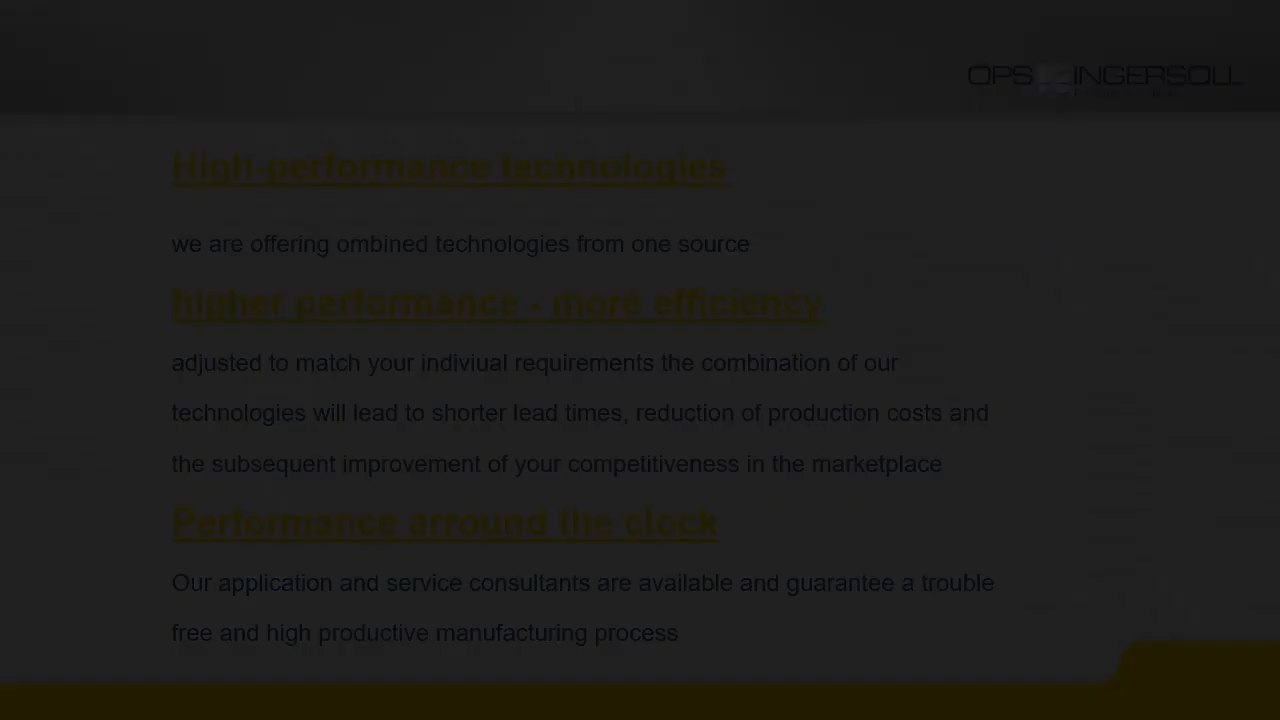 OPS INGERSOLL
High-performance technologies
we are offering ombined technologies from one source
higher performance - more efficiency
adjusted to match your indiviual requirements the combination of our
technologies will lead to shorter lead times, reduction of production costs and
the subsequent improvement of your competitiveness in the marketplace
Performance arround the clock
Our application and service consultants are available and guarantee a trouble
free and high productive manufacturing process